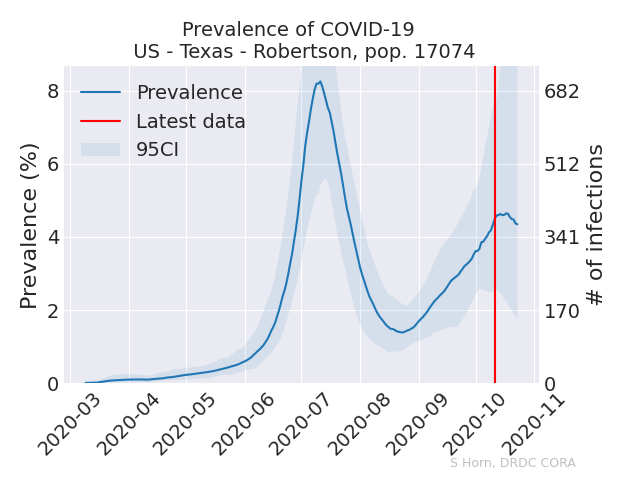 Prevalence of COVID-19
US - Texas - Robertson, pop. 17074
Prevalence
Latest data
95CI
Prevalence (%)
8
6
4
2
0
682
512
341
170
0
# of infections
2020-03
2020-04
2020-05
2020-06
2020-07
2020-08
2020-09
2020-10
2020-11
S Horn, DRDC CORA